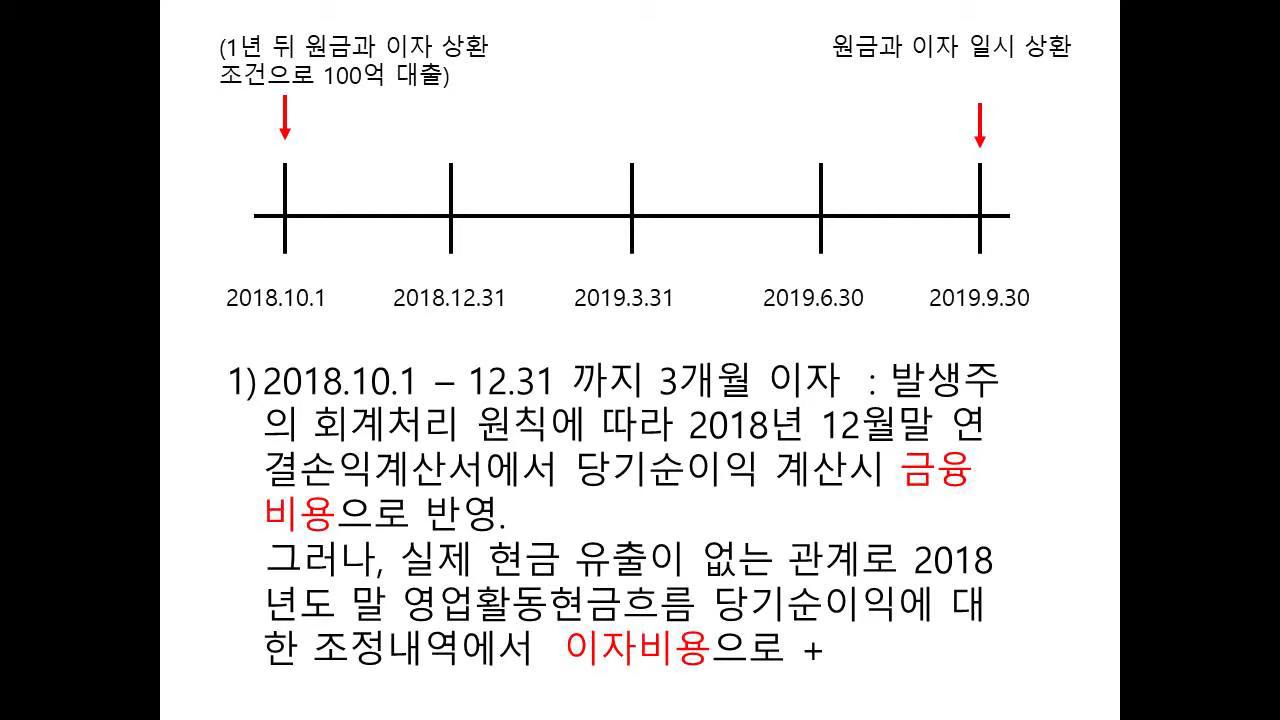 (1년 뒤 원금과 이자 상환
조건으로 100억 대출)
원금과 이자 일시 상환
2018.10.1
2018.12.31
2019.3.31
2019.6.30
2019.9.30
1) 2018.10.1 – 12.31 까지 3개월 이자 : 발생주
의 회계처리 원칙에 따라 2018년 12월말 연
결손익계산서에서 당기순이익 계산시 금융
비용으로 반영.
그러나, 실제 현금 유출이 없는 관계로 2018
년도 말 영업활동현금흐름 당기순이익에 대
한 조정내역에서 이자비용으로 +